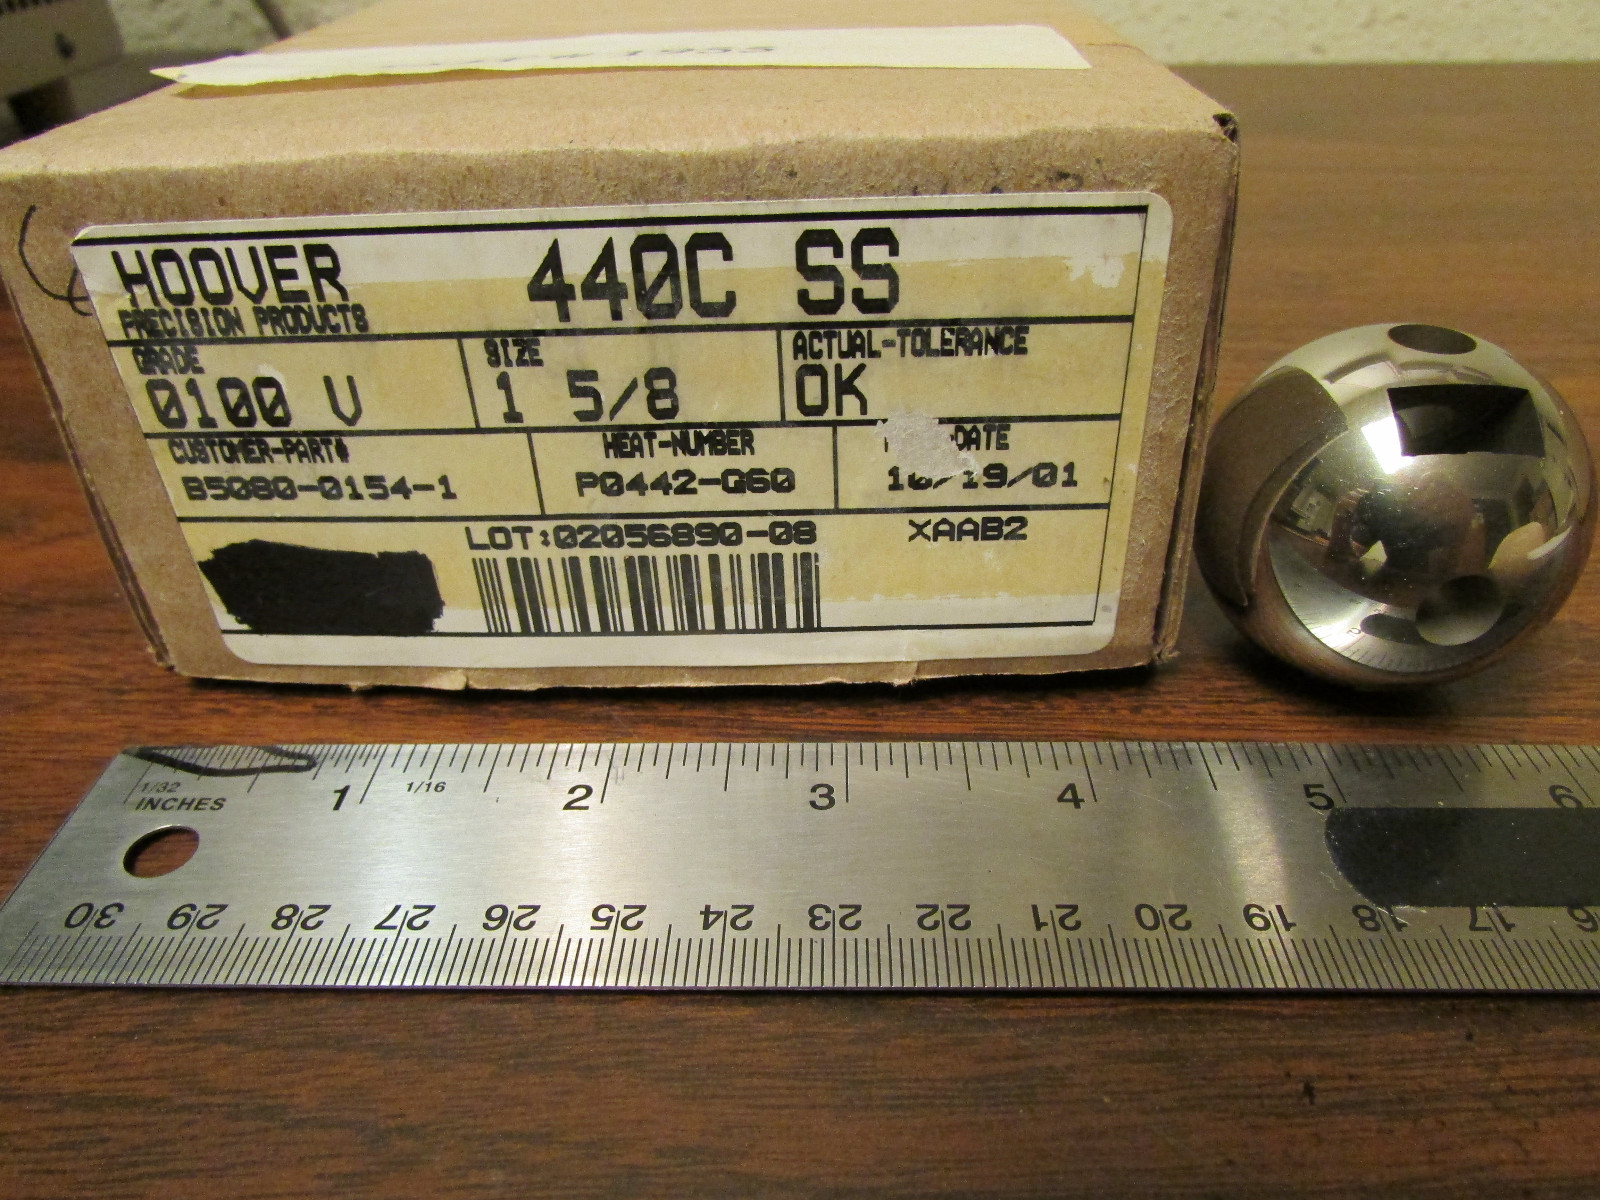 HOOVER
PRECISION PRODUCTS
440C SS
GRADE
0100 V
SIZE
1 5/8
ACTUAL-TOLERANCE
OK
CUSTOMER-PART#
B5080-0154-1
HEAT-NUMBER
P0442-Q60
DATE
/19/01
LOT:02056890-08
XAAB2
1/32
INCHES
1
1/16
2
3
4
5
6
30 29 28 27 26 25 24 23 22 21 20 19 18 17